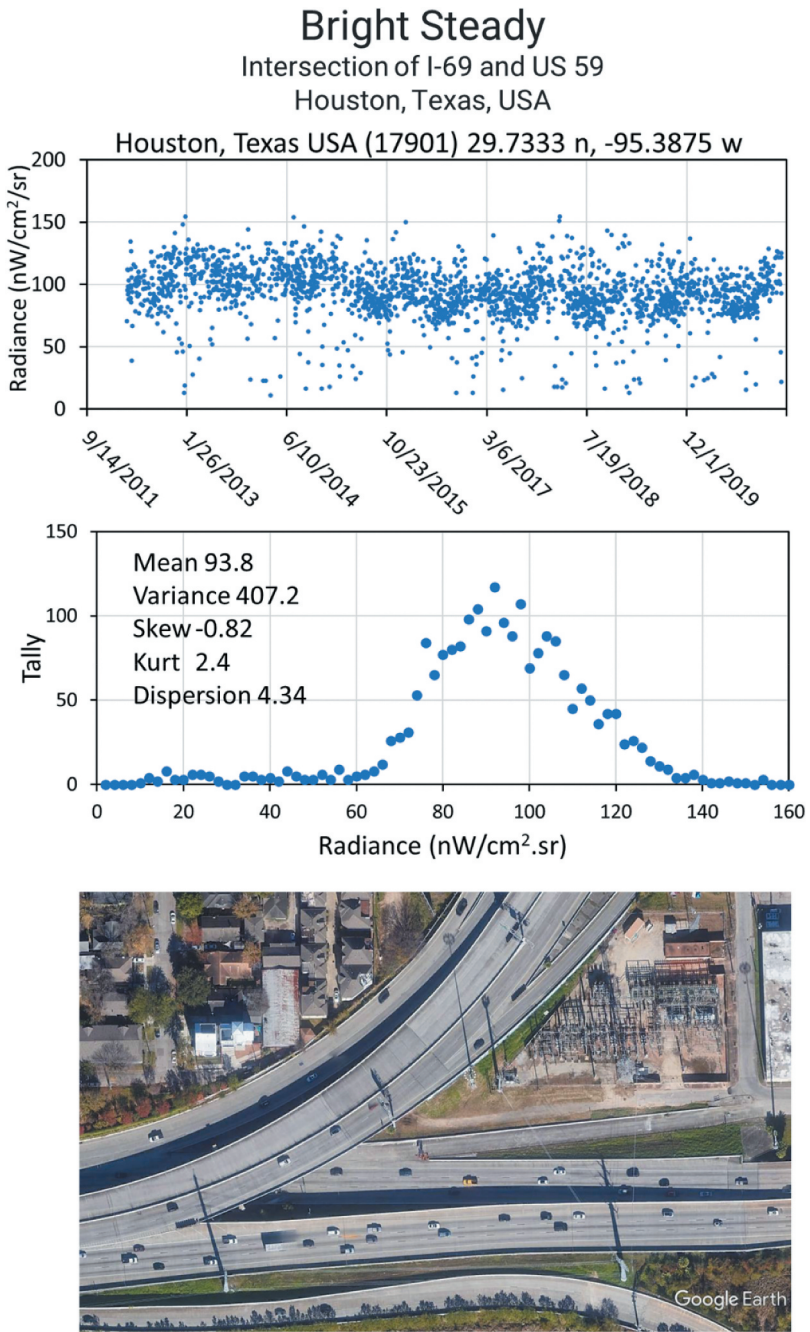 Bright Steady
Intersection of I-69 and US 59
Houston, Texas, USA
Houston, Texas USA (17901) 29.7333 n, -95.3875 w
Radiance (nW/cm²/sr)
200
150
100
50
0
9/14/2011
1/26/2013
6/10/2014
10/23/2015
3/6/2017
7/19/2018
12/1/2019
Tally
150
100
50
0
Mean 93.8
Variance 407.2
Skew -0.82
Kurt 2.4
Dispersion 4.34
0 20 40 60 80 100 120 140 160
Radiance (nW/cm².sr)
Google Earth